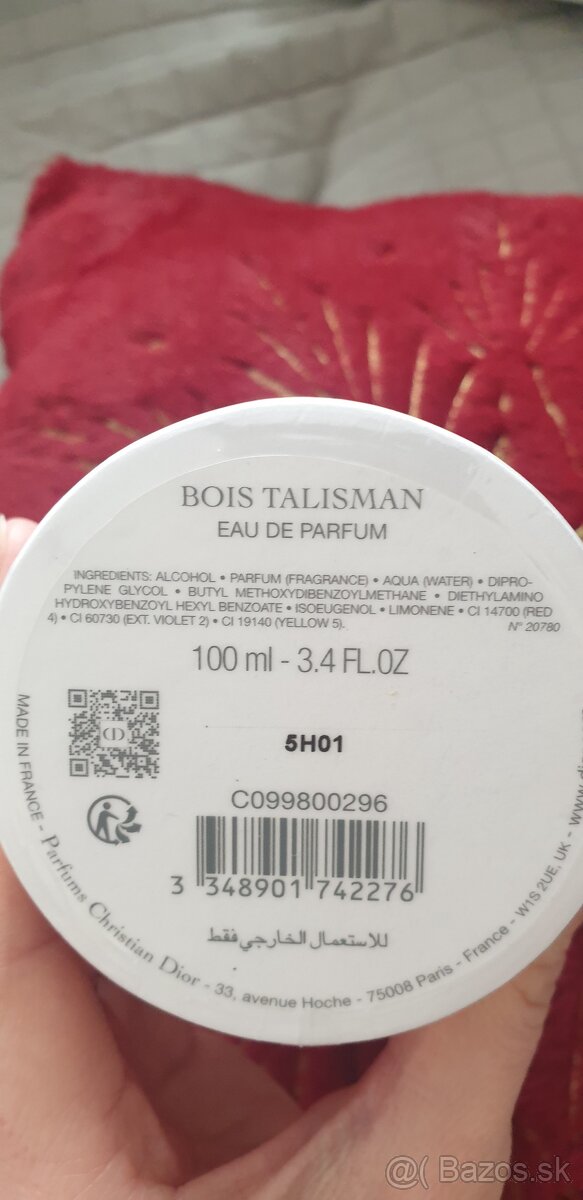 BOIS TALISMAN
EAU DE PARFUM
INGREDIENTS: ALCOHOL • PARFUM (FRAGRANCE) • AQUA (WATER) • DIPRO-
PYLENE GLYCOL • BUTYL METHOXYDIBENZOYLMETHANE • DIETHYLAMINO
HYDROXYBENZOYL HEXYL BENZOATE • ISOEUGENOL • LIMONENE • CI 14700 (RED
4) • CI 60730 (EXT. VIOLET 2) • CI 19140 (YELLOW 5).
N° 20780
100 ml - 3.4 FL.OZ
5H01
CD
C099800296
3 348901 742276
للاستعمال الخارجي فقط
MADE IN FRANCE - Parfums Christian Dior - 33, avenue Hoche - 75008 Paris - France - W1S 2UE, UK - www.
@( Bazos.sk